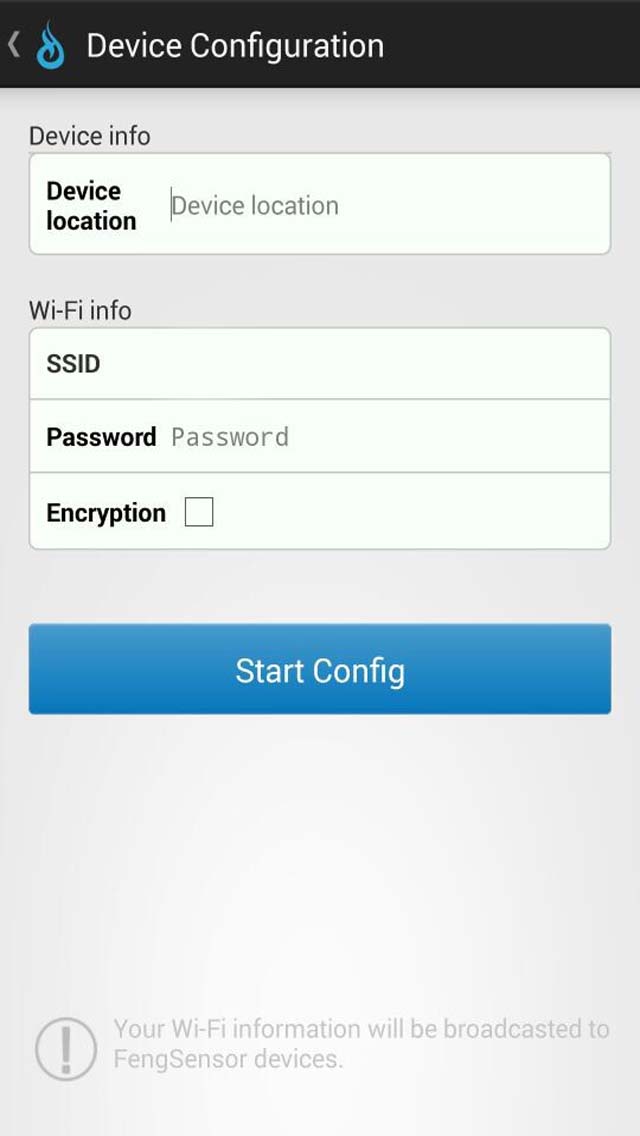 Device Configuration
Device info
Device
location
Device location
Wi-Fi info
SSID
Password Password
Encryption
Start Config
Your Wi-Fi information will be broadcasted to
FengSensor devices.